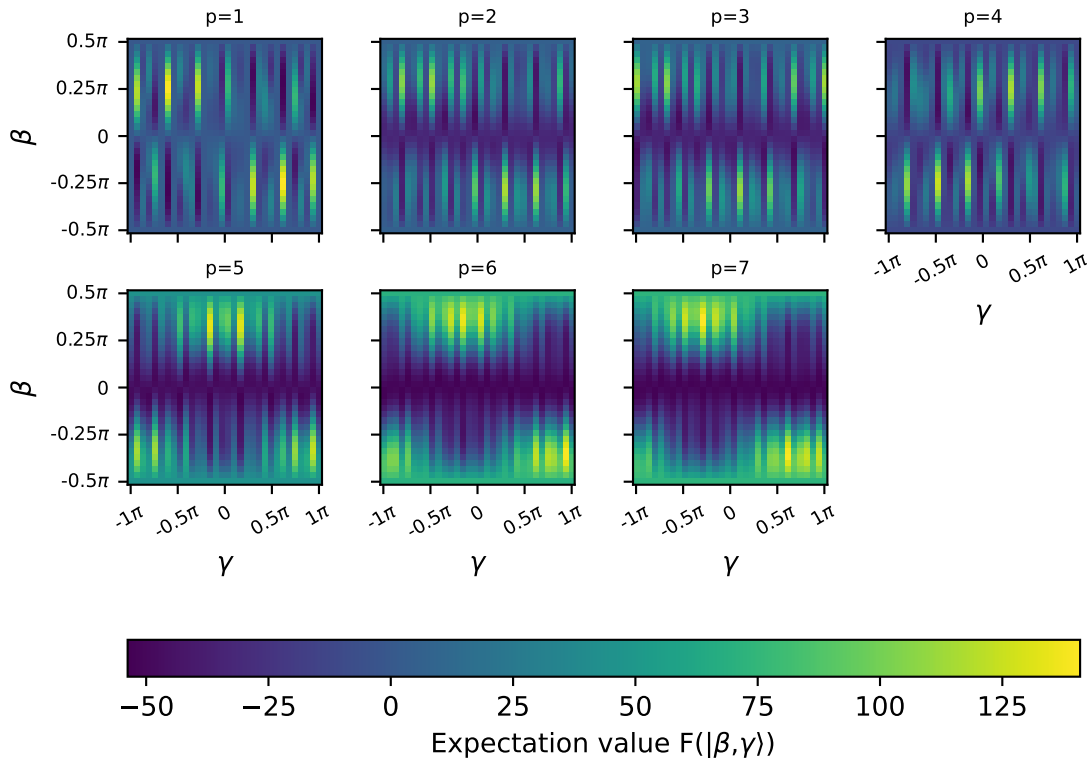 p=1 p=2 p=3 p=4
0.5π
0.25π
0
-0.25π
-0.5π
β
-1π -0.5π 0 0.5π 1π
γ
p=5 p=6 p=7
0.5π
0.25π
0
-0.25π
-0.5π
β
-1π -0.5π 0 0.5π 1π -1π -0.5π 0 0.5π 1π -1π -0.5π 0 0.5π 1π
γ γ γ
−50 −25 0 25 50 75 100 125
Expectation value F(|β,γ⟩)